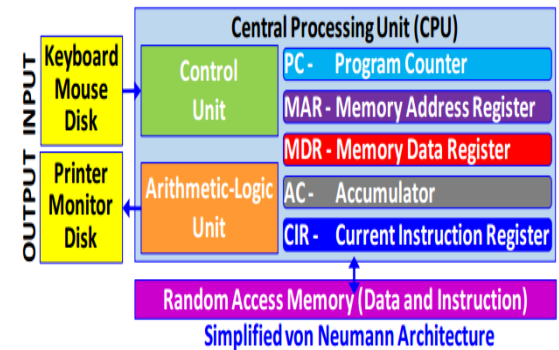 Central Processing Unit (CPU)
INPUT
Keyboard
Mouse
Disk
OUTPUT
Printer
Monitor
Disk
Control
Unit
Arithmetic-Logic
Unit
PC - Program Counter
MAR - Memory Address Register
MDR - Memory Data Register
AC - Accumulator
CIR - Current Instruction Register
Random Access Memory (Data and Instruction)
Simplified von Neumann Architecture